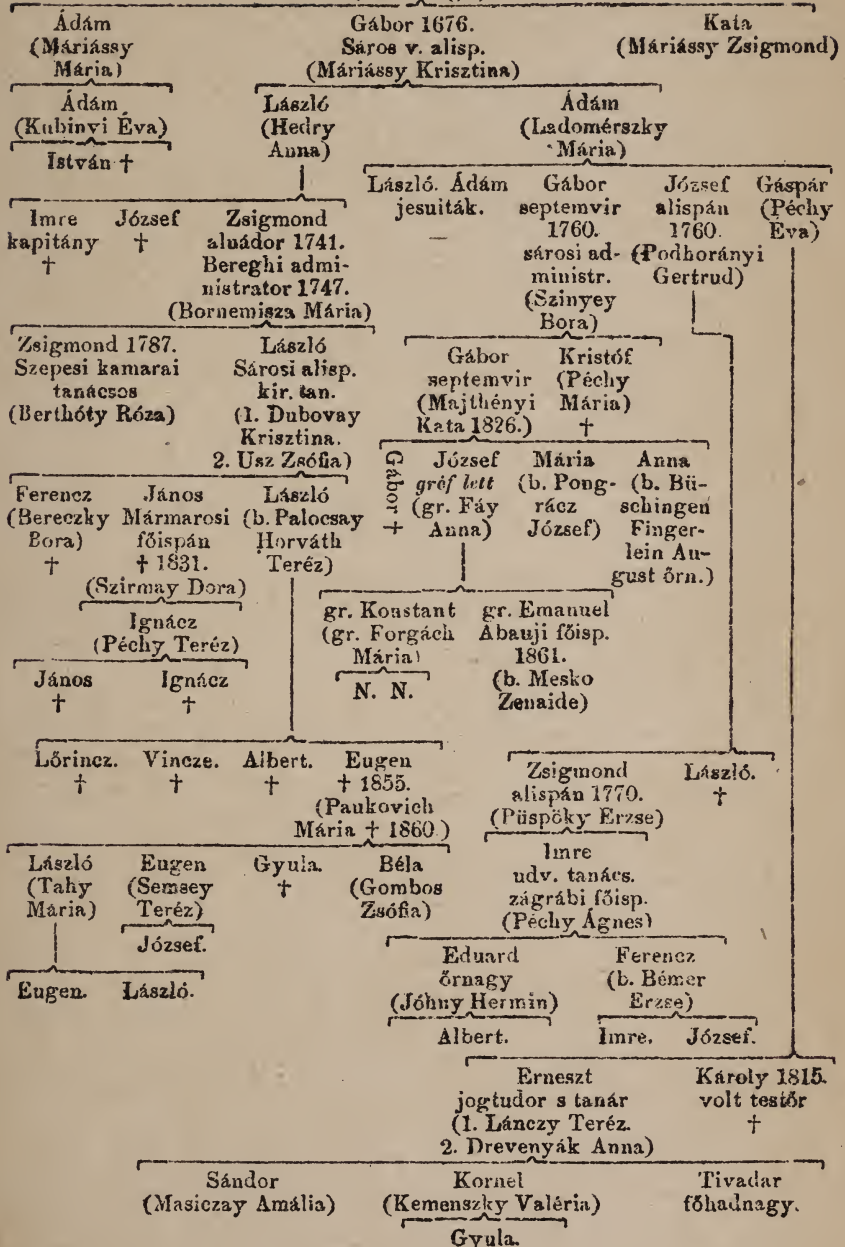 Ádám Gábor 1676. Kata
(Máriássy Sáros v. alisp. (Máriássy Zsigmond)
Mária) (Máriássy Krisztina)
Ádám László Ádám
(Kubinyi Éva) (Hedry (Ladomérszky
István † Anna) Mária)
László. Ádám Gábor József Gáspár
jesuiták. septemvir alispán (Péchy
Imre József Zsigmond 1760. 1760. Eva)
kapitány † aluádor 1741. sárosi ad- (Podhorányi
† Bereghi admi- ministr. Gertrud)
nistrator 1747. (Szinyey
(Bornemisza Mária) Bora)
Zsigmond 1787. László Gábor Kristóf
Szepesi kamarai Sárosi alisp. septemvir (Péchy
tanácsos kir. tan. (Majthényi Mária)
(Berthóty Róza) (1. Dubovay Kata 1826.) †
Krisztina.
2. Usz Zsófia)
Gábor † József Mária Anna
gróf lett (b. Pong- (b. Bü-
Ferencz János László (gr. Fáy rácz schingen
(Bereczky Mármarosi (b. Palocsay Anna) József) Finger-
Bora) főispán Horváth lein Au-
† † 1831. Teréz) gust őrn.)
(Szirmay Dora)
Ignácz gr. Konstant gr. Emanuel
(Péchy Teréz) (gr. Forgách Abauji főisp.
Mária) 1861.
János Ignácz N. N. (b. Mesko
† † Zenaide)
Lőrincz. Vincze. Albert. Eugen Zsigmond László.
† † † † 1855. alispán 1770. †
(Paukovich (Püspöky Erzse)
Mária † 1860.)
László Eugen Gyula. Béla Imre
(Tahy (Semsey † (Gombos udv. tanács.
Mária) Teréz) Zsófia) zágrábi főisp.
József. (Péchy Ágnes)
Eduard Ferencz
Eugen. László. őrnagy (b. Bémer
(Jóhny Hermin) Erzse)
Albert. Imre. József.
Erneszt Károly 1815.
jogtudor s tanár volt testőr
(1. Lánczy Teréz. †
2. Drevenyák Anna)
Sándor Kornel Tivadar
(Masiczay Amália) (Kemenszky Valéria) főhadnagy.
Gyula.